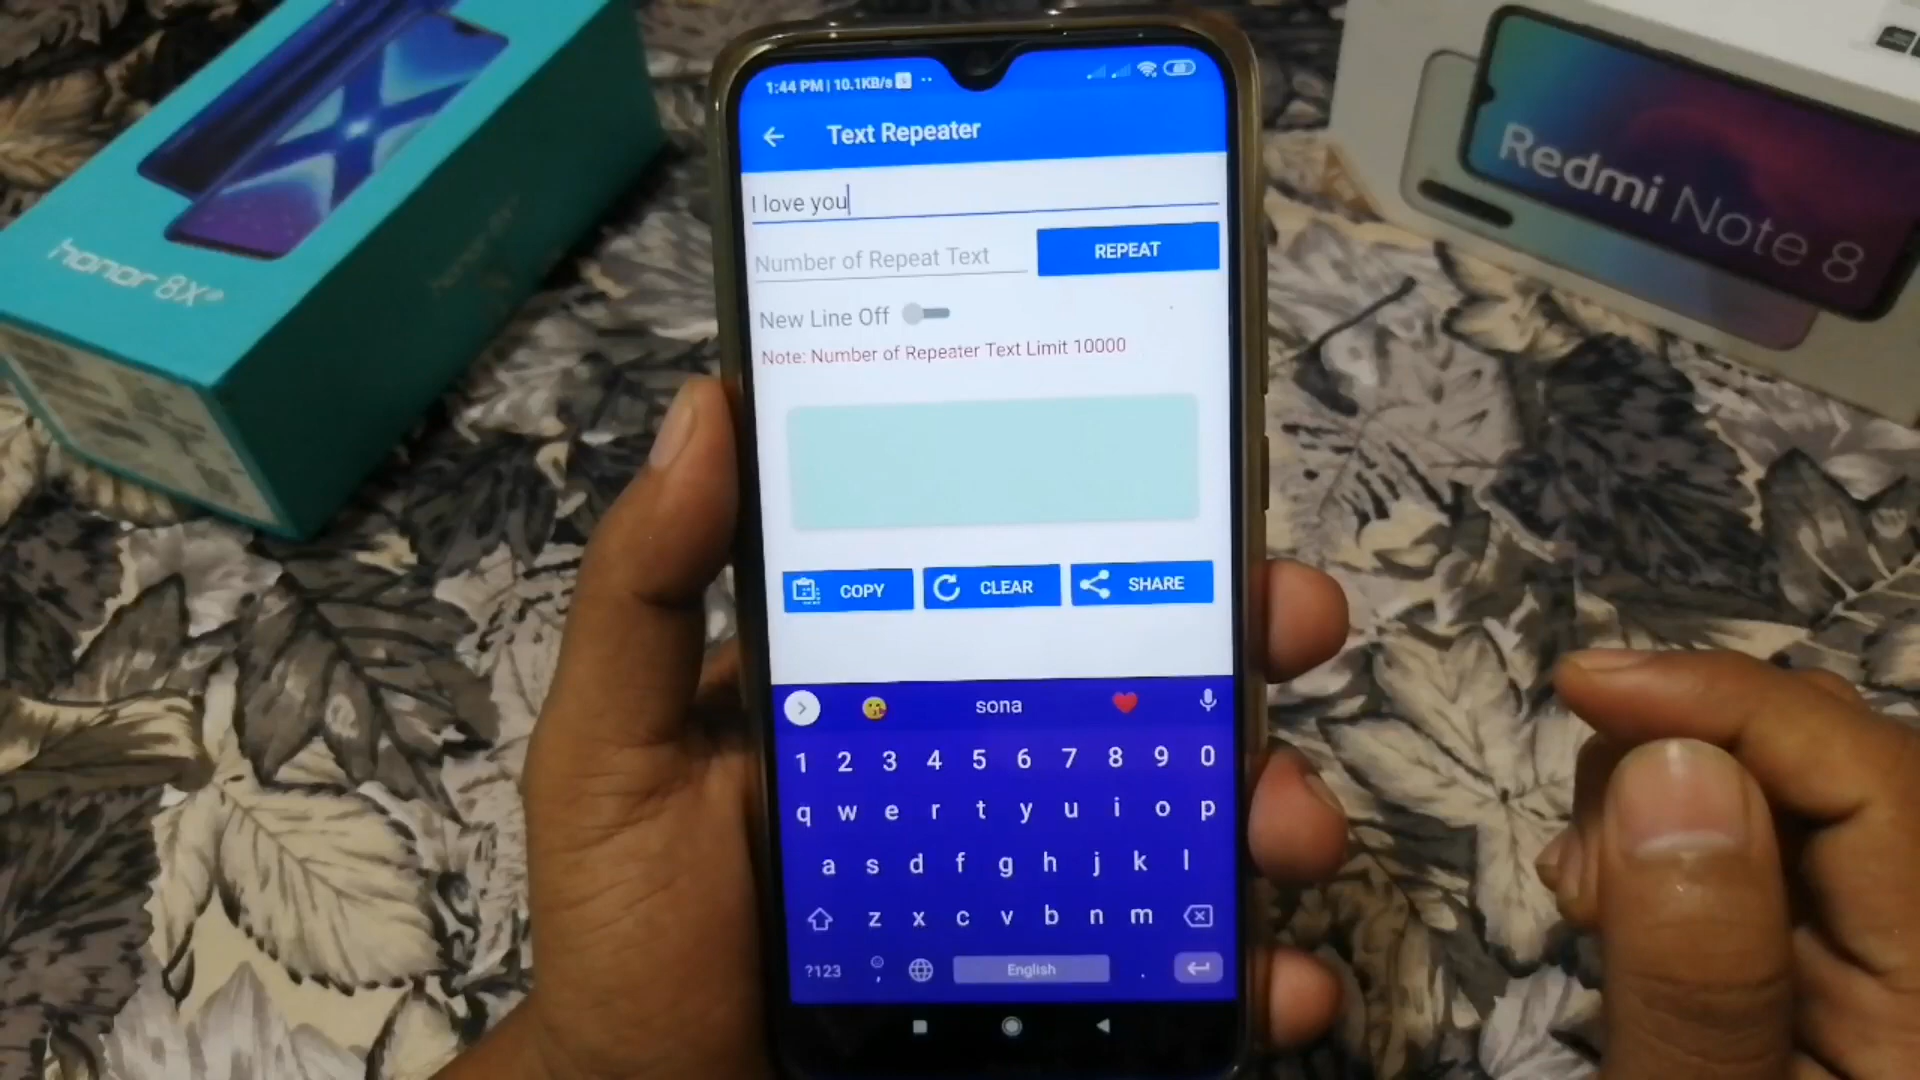 honor 8X
Redmi Note 8
1:44 PM | 10.1KB/s
Text Repeater
I love you
Number of Repeat Text
REPEAT
New Line Off
Note: Number of Repeater Text Limit 10000
COPY CLEAR SHARE
sona
1 2 3 4 5 6 7 8 9 0
q w e r t y u i o p
a s d f g h j k l
z x c v b n m
?123 , English .